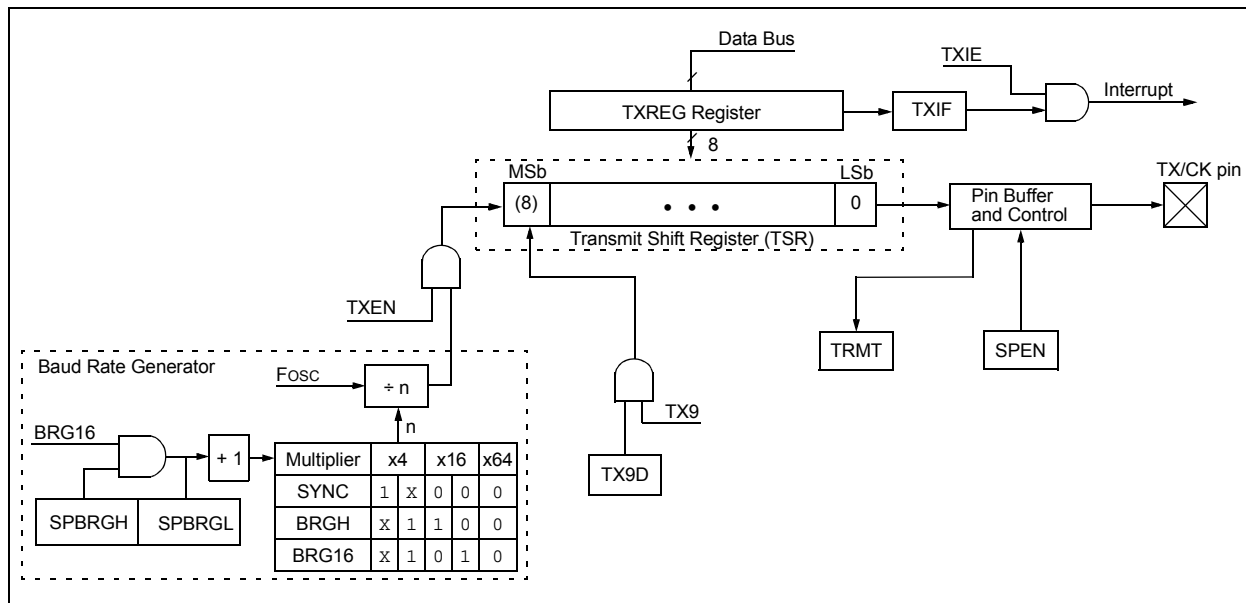 Data Bus
TXIE
Interrupt
TXREG Register
TXIF
8
MSb
LSb
TX/CK pin
(8)
• • •
0
Pin Buffer
and Control
Transmit Shift Register (TSR)
TXEN
TRMT
SPEN
Baud Rate Generator
FOSC
÷ n
TX9
n
BRG16
+ 1
Multiplier x4 x16 x64
TX9D
SYNC 1 X 0 0 0
SPBRGH SPBRGL
BRGH X 1 1 0 0
BRG16 X 1 0 1 0